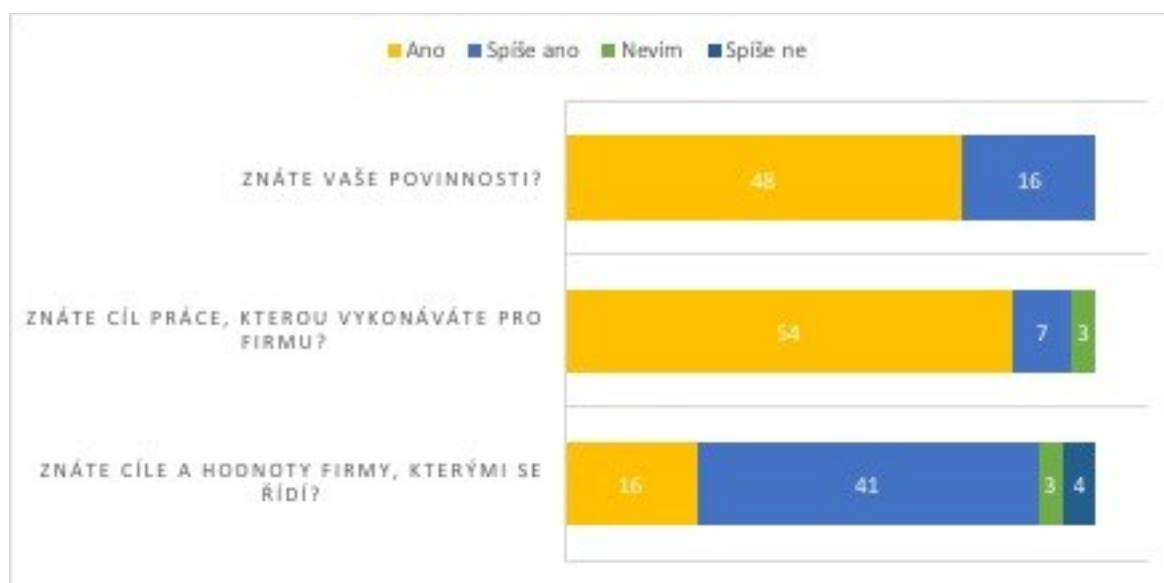 Ano Spíše ano Nevím Spíše ne
ZNÁTE VAŠE POVINNOSTI?
48 16
ZNÁTE CÍL PRÁCE, KTEROU VYKONÁVÁTE PRO
FIRMU?
54 7 3
ZNÁTE CÍLE A HODNOTY FIRMY, KTERÝMI SE
ŘÍDÍ?
16 41 3 4